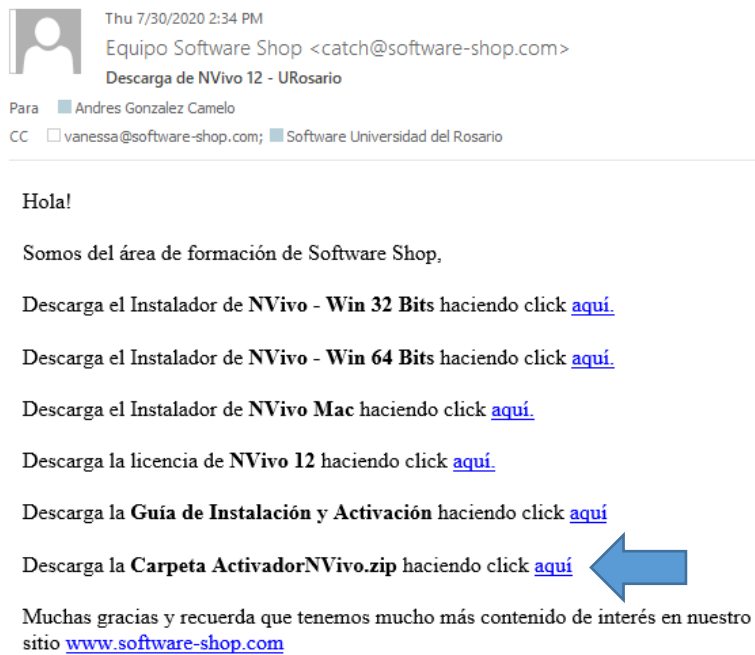 Thu 7/30/2020 2:34 PM
Equipo Software Shop <catch@software-shop.com>
Descarga de NVivo 12 - URosario
Para Andres Gonzalez Camelo
CC vanessa@software-shop.com; Software Universidad del Rosario
Hola!
Somos del área de formación de Software Shop,
Descarga el Instalador de NVivo - Win 32 Bits haciendo click aquí.
Descarga el Instalador de NVivo - Win 64 Bits haciendo click aquí.
Descarga el Instalador de NVivo Mac haciendo click aquí.
Descarga la licencia de NVivo 12 haciendo click aquí.
Descarga la Guía de Instalación y Activación haciendo click aquí
Descarga la Carpeta ActivadorNVivo.zip haciendo click aquí
Muchas gracias y recuerda que tenemos mucho más contenido de interés en nuestro
sitio www.software-shop.com